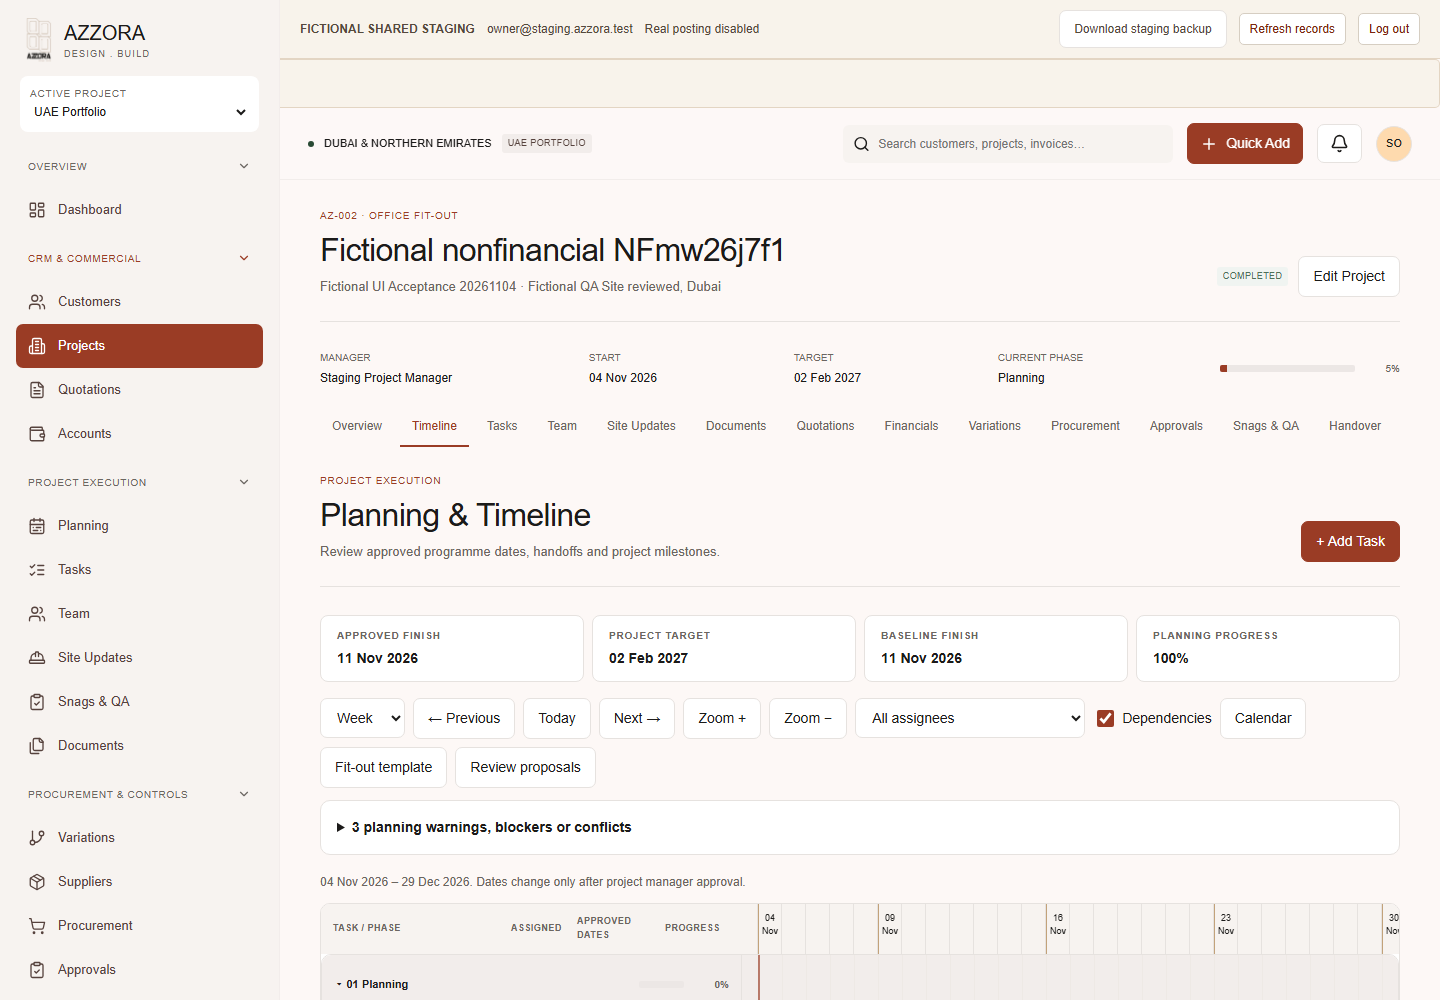 AZZORA
DESIGN . BUILD
AZZORA
ACTIVE PROJECT
UAE Portfolio
OVERVIEW
Dashboard
CRM & COMMERCIAL
Customers
Projects
Quotations
Accounts
PROJECT EXECUTION
Planning
Tasks
Team
Site Updates
Snags & QA
Documents
PROCUREMENT & CONTROLS
Variations
Suppliers
Procurement
Approvals
FICTIONAL SHARED STAGING owner@staging.azzora.test Real posting disabled
Download staging backup Refresh records Log out
DUBAI & NORTHERN EMIRATES UAE PORTFOLIO
Search customers, projects, invoices…
+ Quick Add
SO
AZ-002 · OFFICE FIT-OUT
Fictional nonfinancial NFmw26j7f1
Fictional UI Acceptance 20261104 · Fictional QA Site reviewed, Dubai
COMPLETED Edit Project
MANAGER START TARGET CURRENT PHASE
Staging Project Manager 04 Nov 2026 02 Feb 2027 Planning 5%
Overview Timeline Tasks Team Site Updates Documents Quotations Financials Variations Procurement Approvals Snags & QA Handover
PROJECT EXECUTION
Planning & Timeline
Review approved programme dates, handoffs and project milestones.
+ Add Task
APPROVED FINISH PROJECT TARGET BASELINE FINISH PLANNING PROGRESS
11 Nov 2026 02 Feb 2027 11 Nov 2026 100%
Week ← Previous Today Next → Zoom + Zoom − All assignees Dependencies Calendar
Fit-out template Review proposals
▶ 3 planning warnings, blockers or conflicts
04 Nov 2026 – 29 Dec 2026. Dates change only after project manager approval.
TASK / PHASE ASSIGNED APPROVED DATES PROGRESS
04 Nov 09 Nov 16 Nov 23 Nov 30 Nov
01 Planning 0%